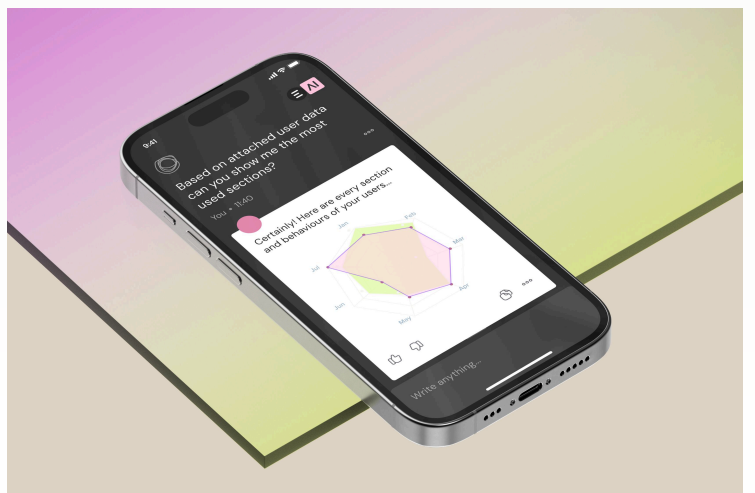 9:41
AI
Based on attached user data
can you show me the most
used sections?
You • 11:40
Certainly! Here are every section
and behaviours of your users...
Jan
Feb
Mar
Apr
May
Jun
Jul
Write anything...